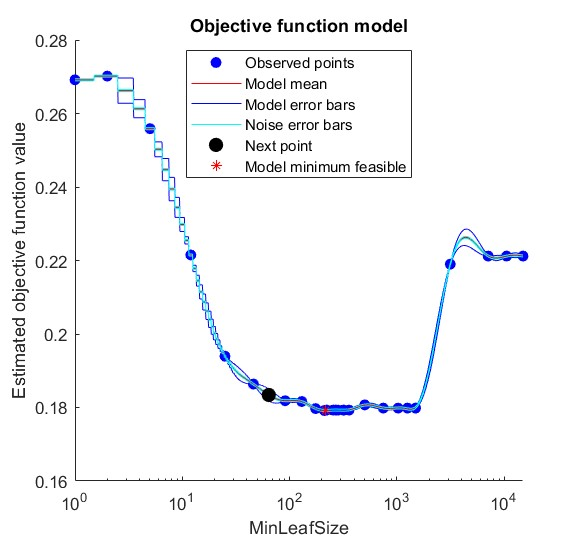 Objective function model
0.28
0.26
0.24
0.22
0.2
0.18
0.16
Estimated objective function value
Observed points
Model mean
Model error bars
Noise error bars
Next point
Model minimum feasible
10^0
10^1
10^2
10^3
10^4
MinLeafSize